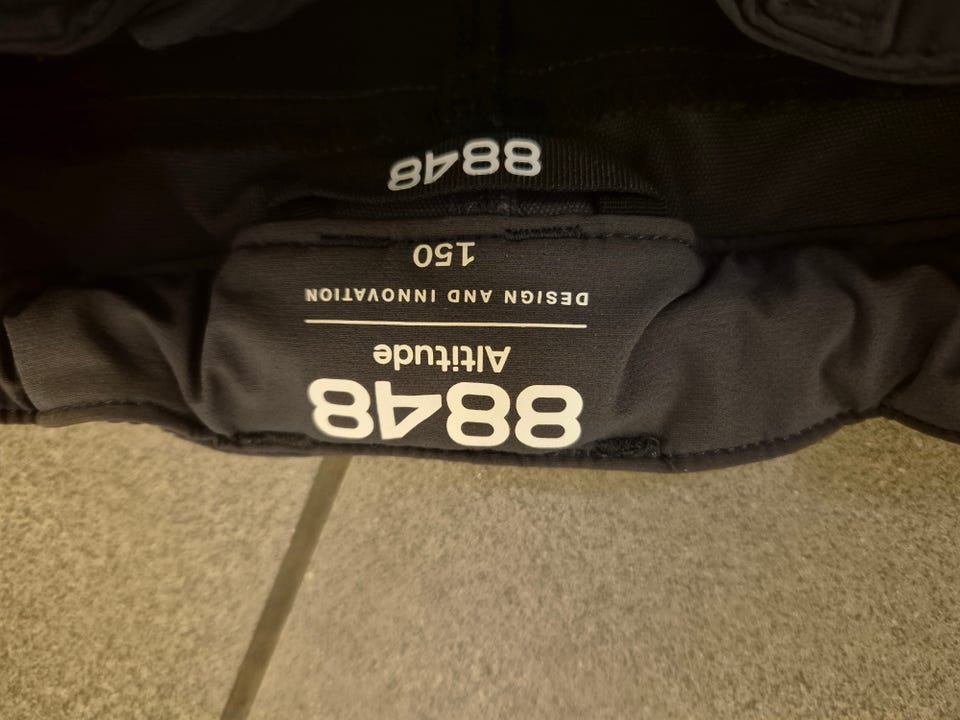 8848
Altitude
DESIGN AND INNOVATION
150
8848